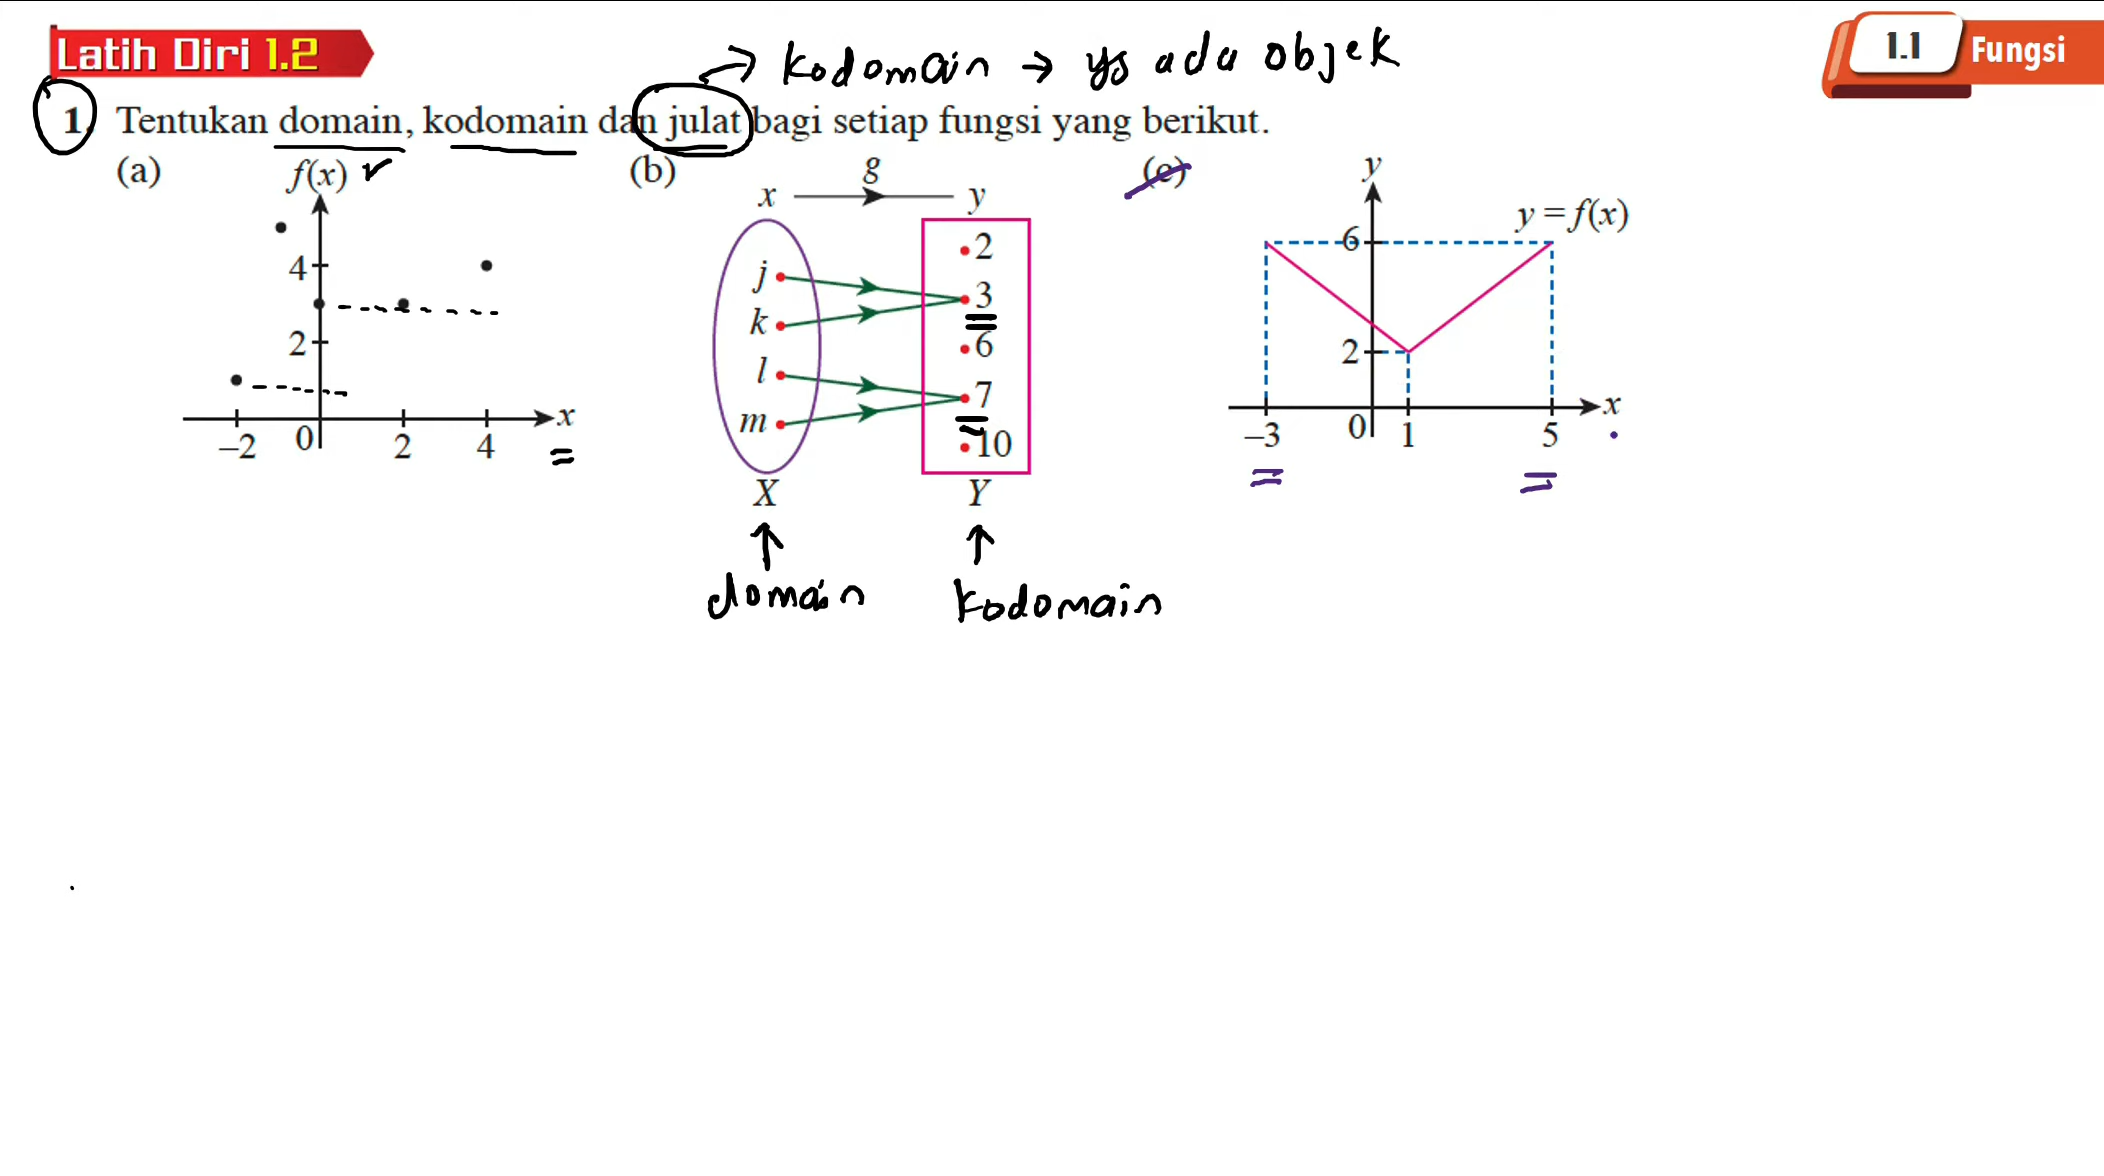 Latih Diri 1.2
kodomain → yg ada objek
1.1 Fungsi
1. Tentukan domain, kodomain dan julat bagi setiap fungsi yang berikut.
(a)
f(x)
4
2
-2 0 2 4
x
(b)
g
x y
j
k
l
m
2
3
6
7
10
X Y
domain kodomain
(c)
y
y = f(x)
6
2
-3 0 1 5
x